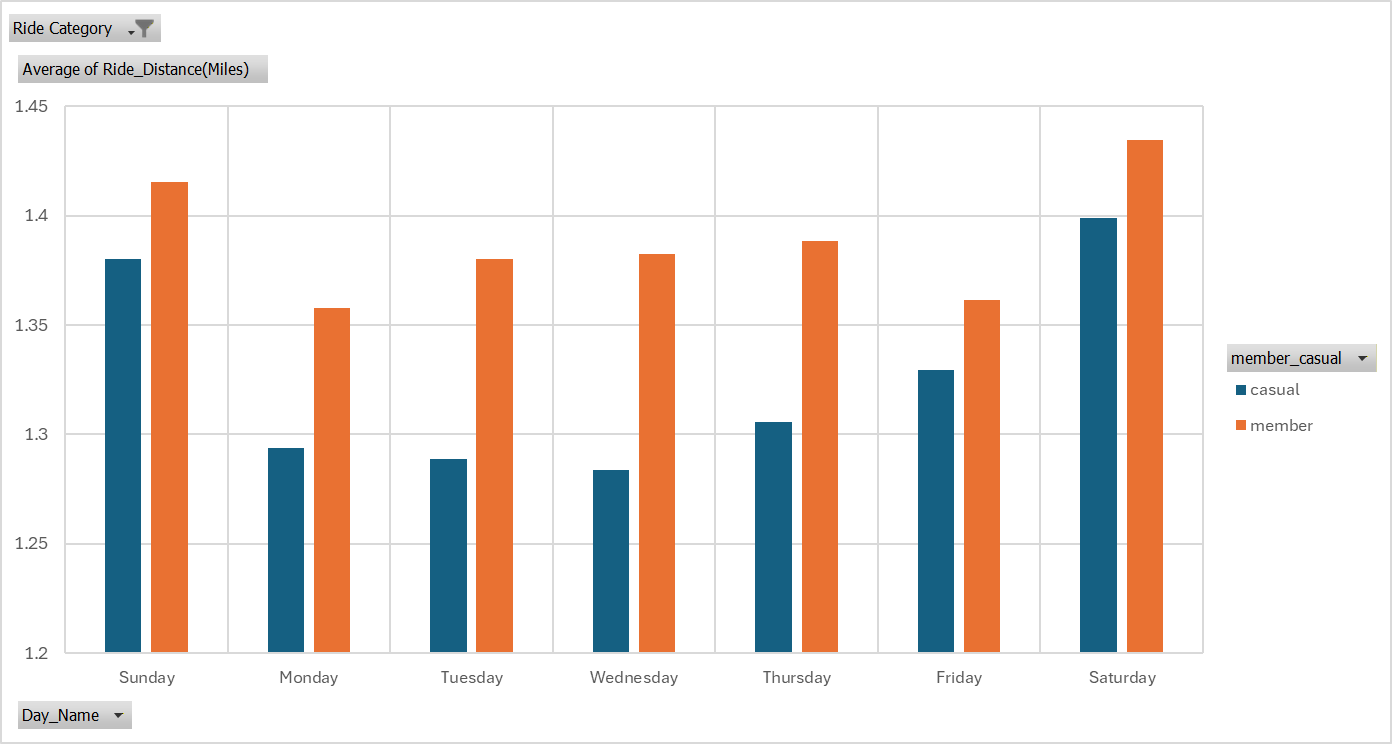 Ride Category
Average of Ride_Distance(Miles)
1.45
1.4
1.35
1.3
1.25
1.2
Sunday
Monday
Tuesday
Wednesday
Thursday
Friday
Saturday
member_casual
casual
member
Day_Name